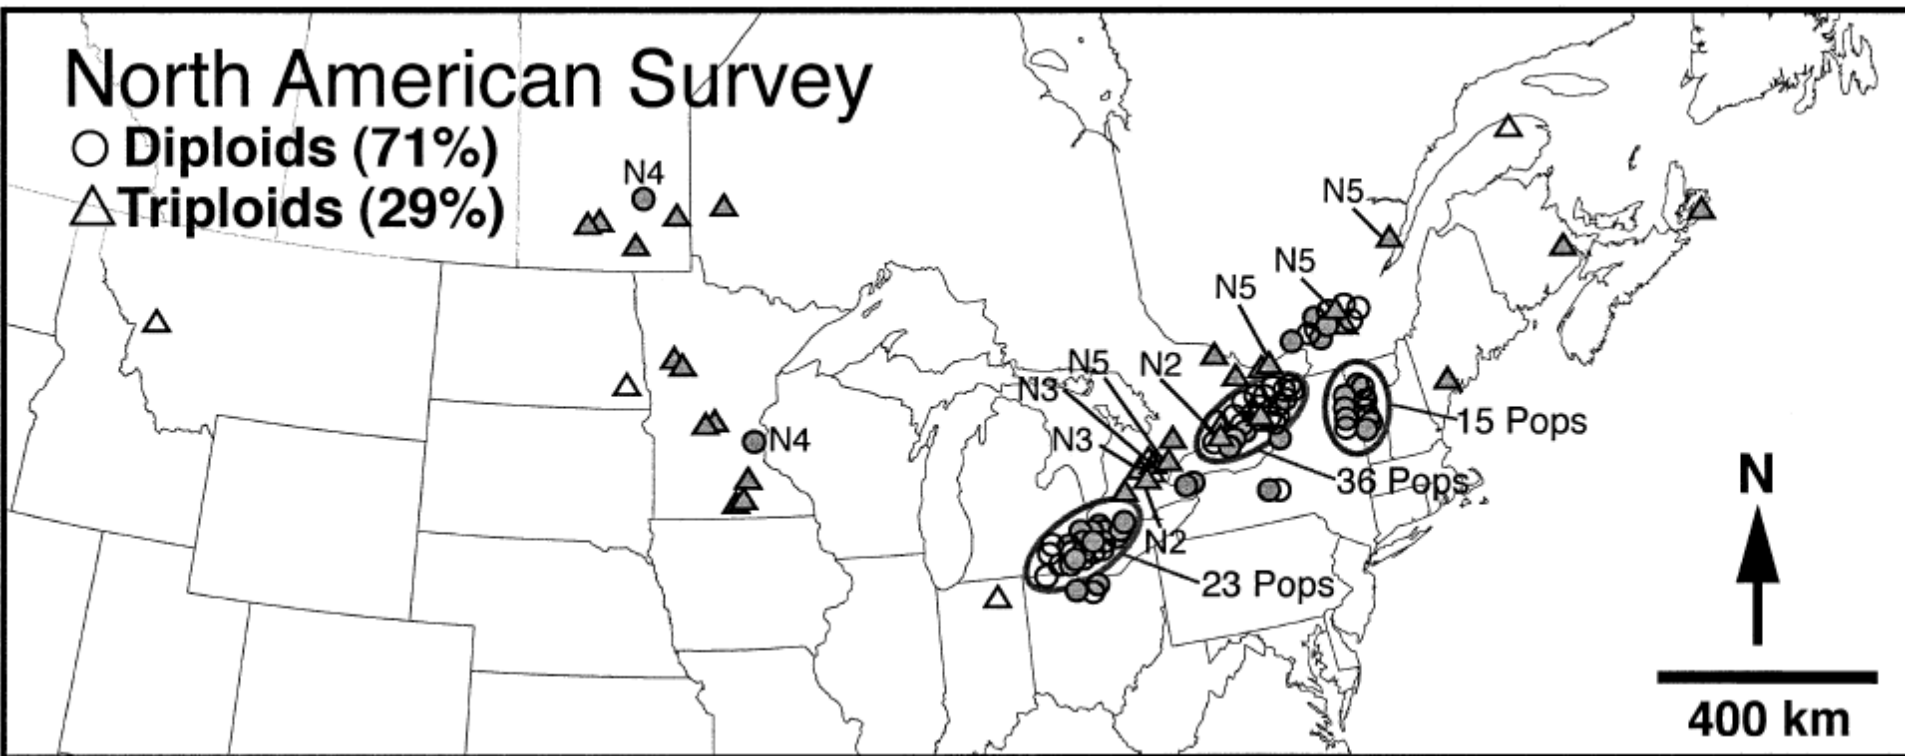 North American Survey
Diploids (71%)
Triploids (29%)
N4
N5
N5
N5
N5
N2
N3
N3
N4
15 Pops
36 Pops
N2
23 Pops
N
400 km